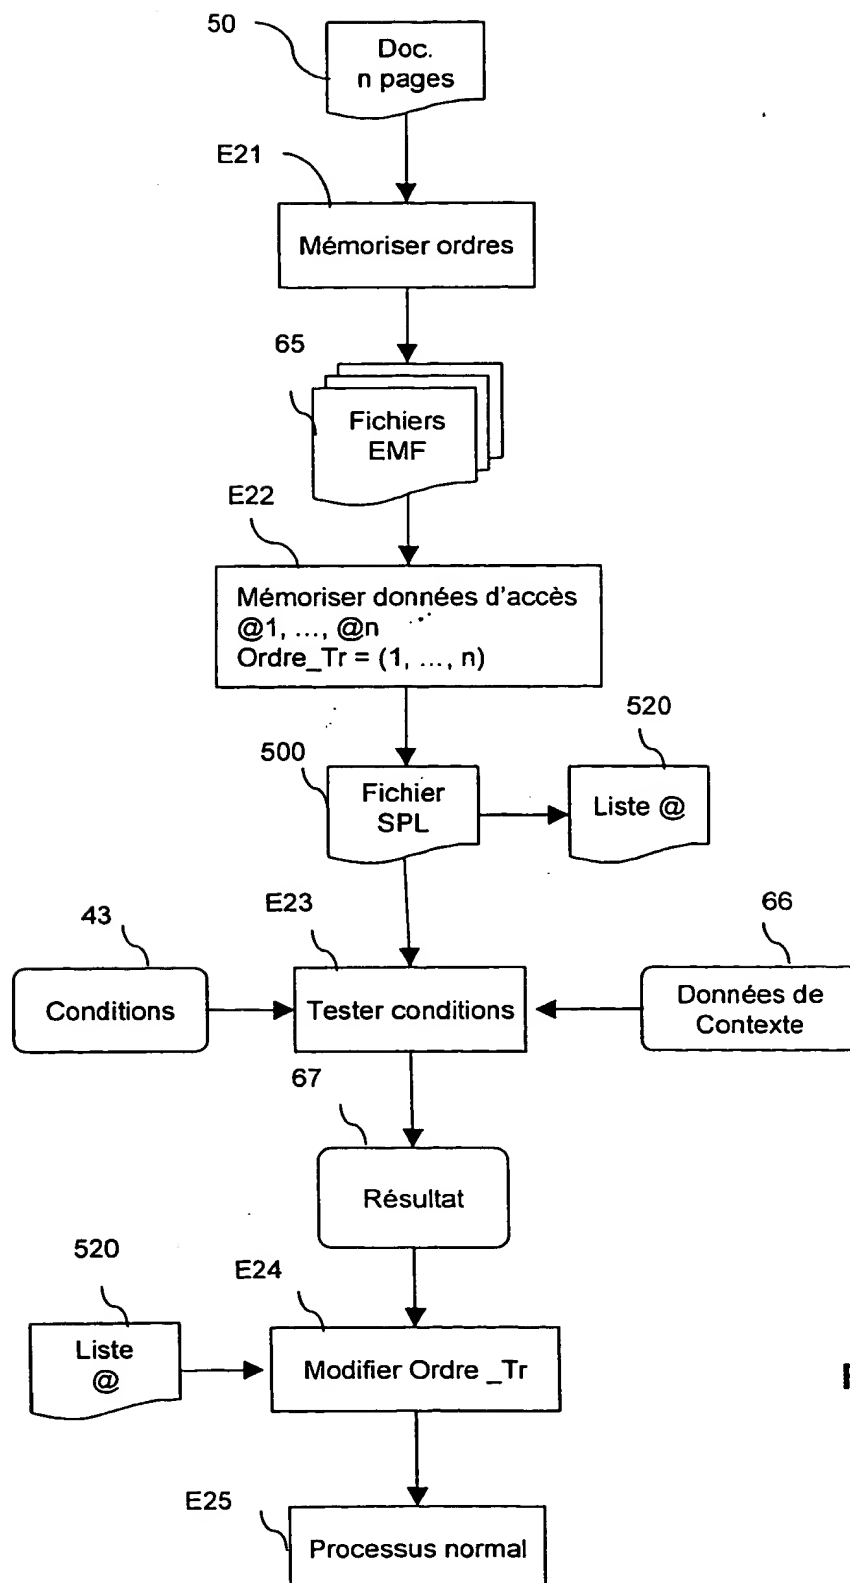 50
Doc.
n pages
E21
Mémoriser ordres
65
Fichiers
EMF
E22
Mémoriser données d'accès
@1, ..., @n
Ordre_Tr = (1, ..., n)
500
Fichier
SPL
520
Liste @
43
Conditions
E23
Tester conditions
66
Données de
Contexte
67
Résultat
520
Liste
@
E24
Modifier Ordre _Tr
E25
Processus normal